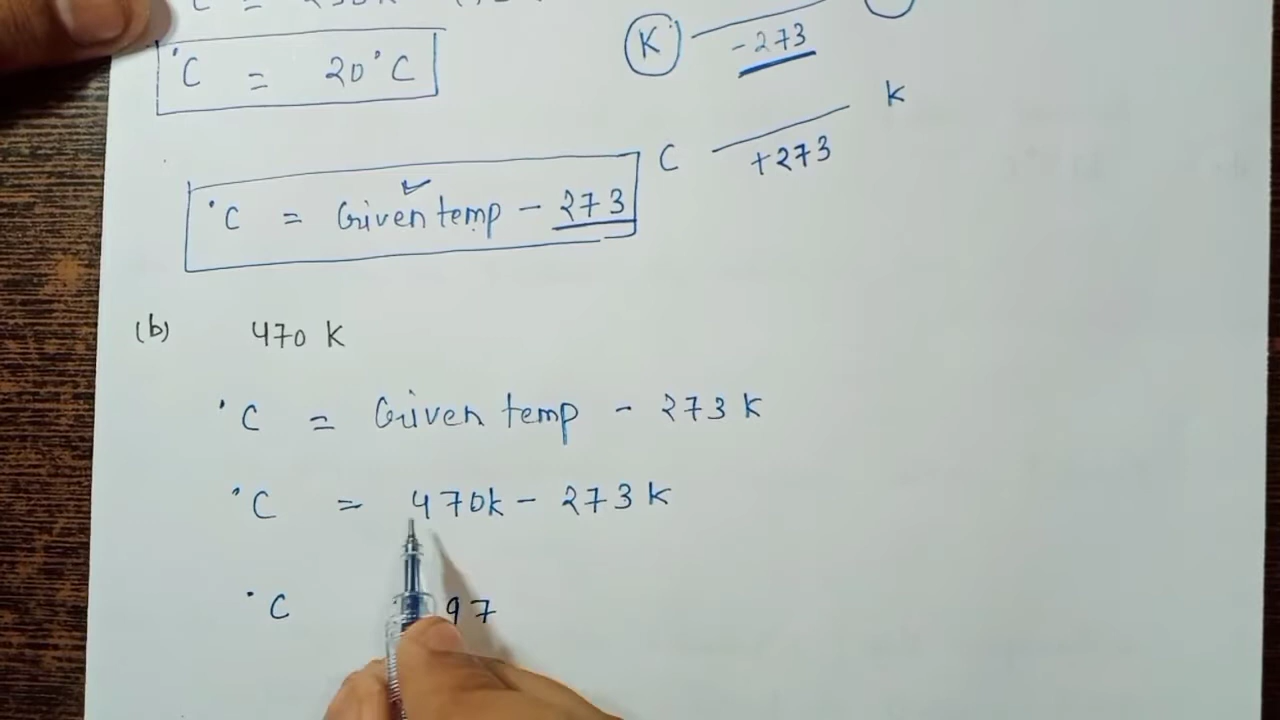 °C = 20°C
K - 273
C + 273 K
°C = Given temp - 273
(b) 470 K
°C = Given temp - 273 K
°C = 470k - 273 K
°C 97